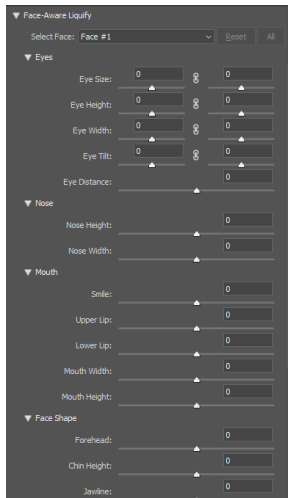 Face-Aware Liquify
Select Face: Face #1 Reset All
Eyes
Eye Size: 0 0
Eye Height: 0 0
Eye Width: 0 0
Eye Tilt: 0 0
Eye Distance: 0
Nose
Nose Height: 0
Nose Width: 0
Mouth
Smile: 0
Upper Lip: 0
Lower Lip: 0
Mouth Width: 0
Mouth Height: 0
Face Shape
Forehead: 0
Chin Height: 0
Jawline: 0